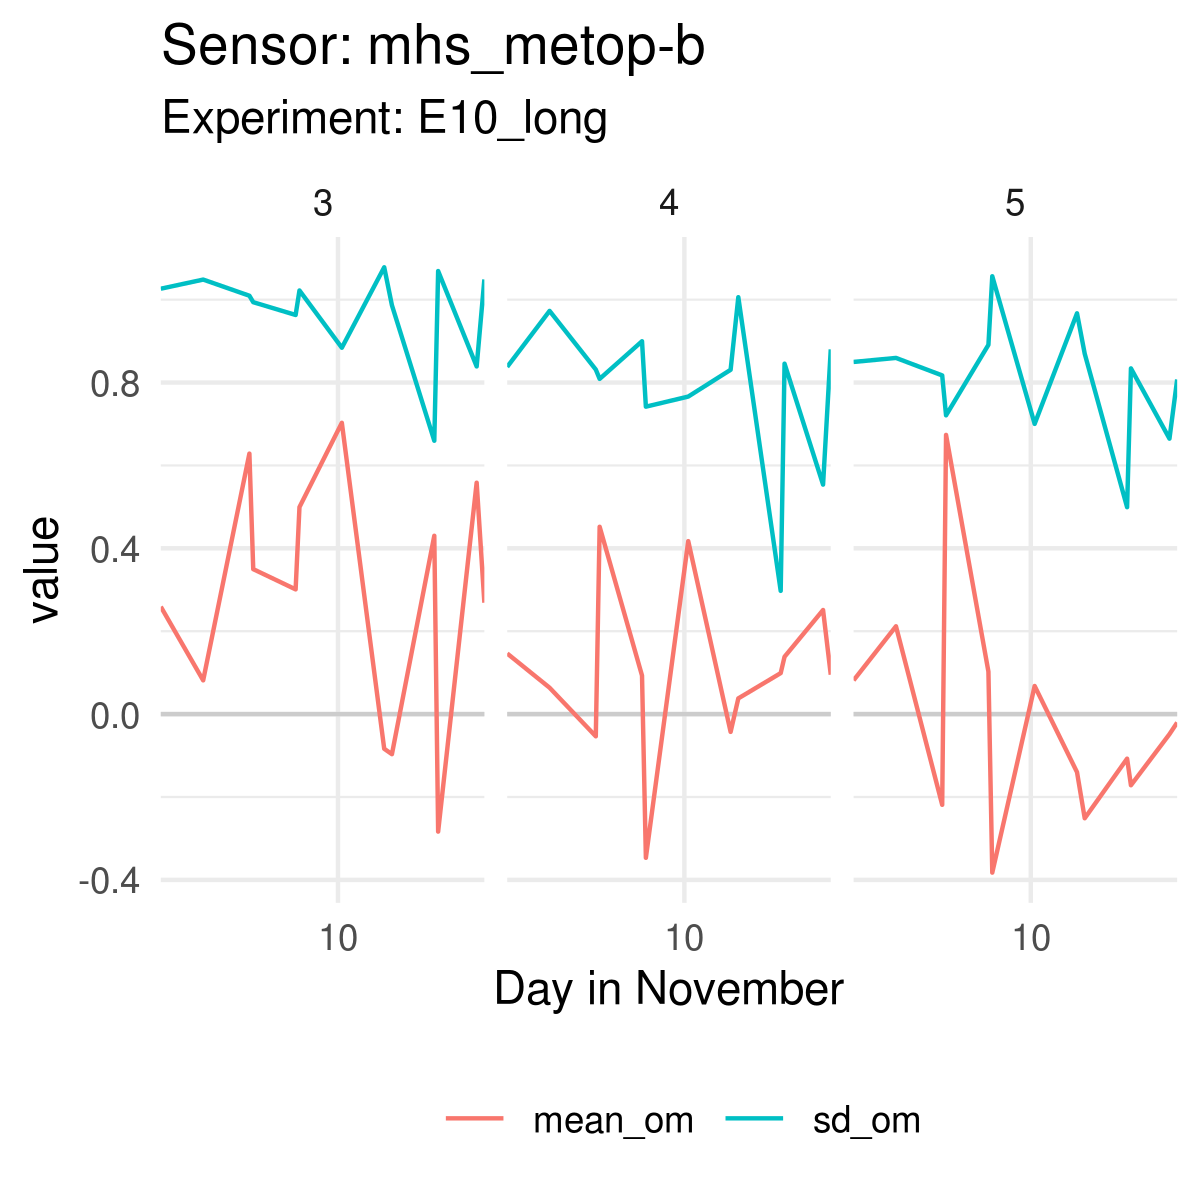 Sensor: mhs_metop-b
Experiment: E10_long
3 4 5
0.8
0.4
0.0
-0.4
value
10 10 10
Day in November
mean_om sd_om